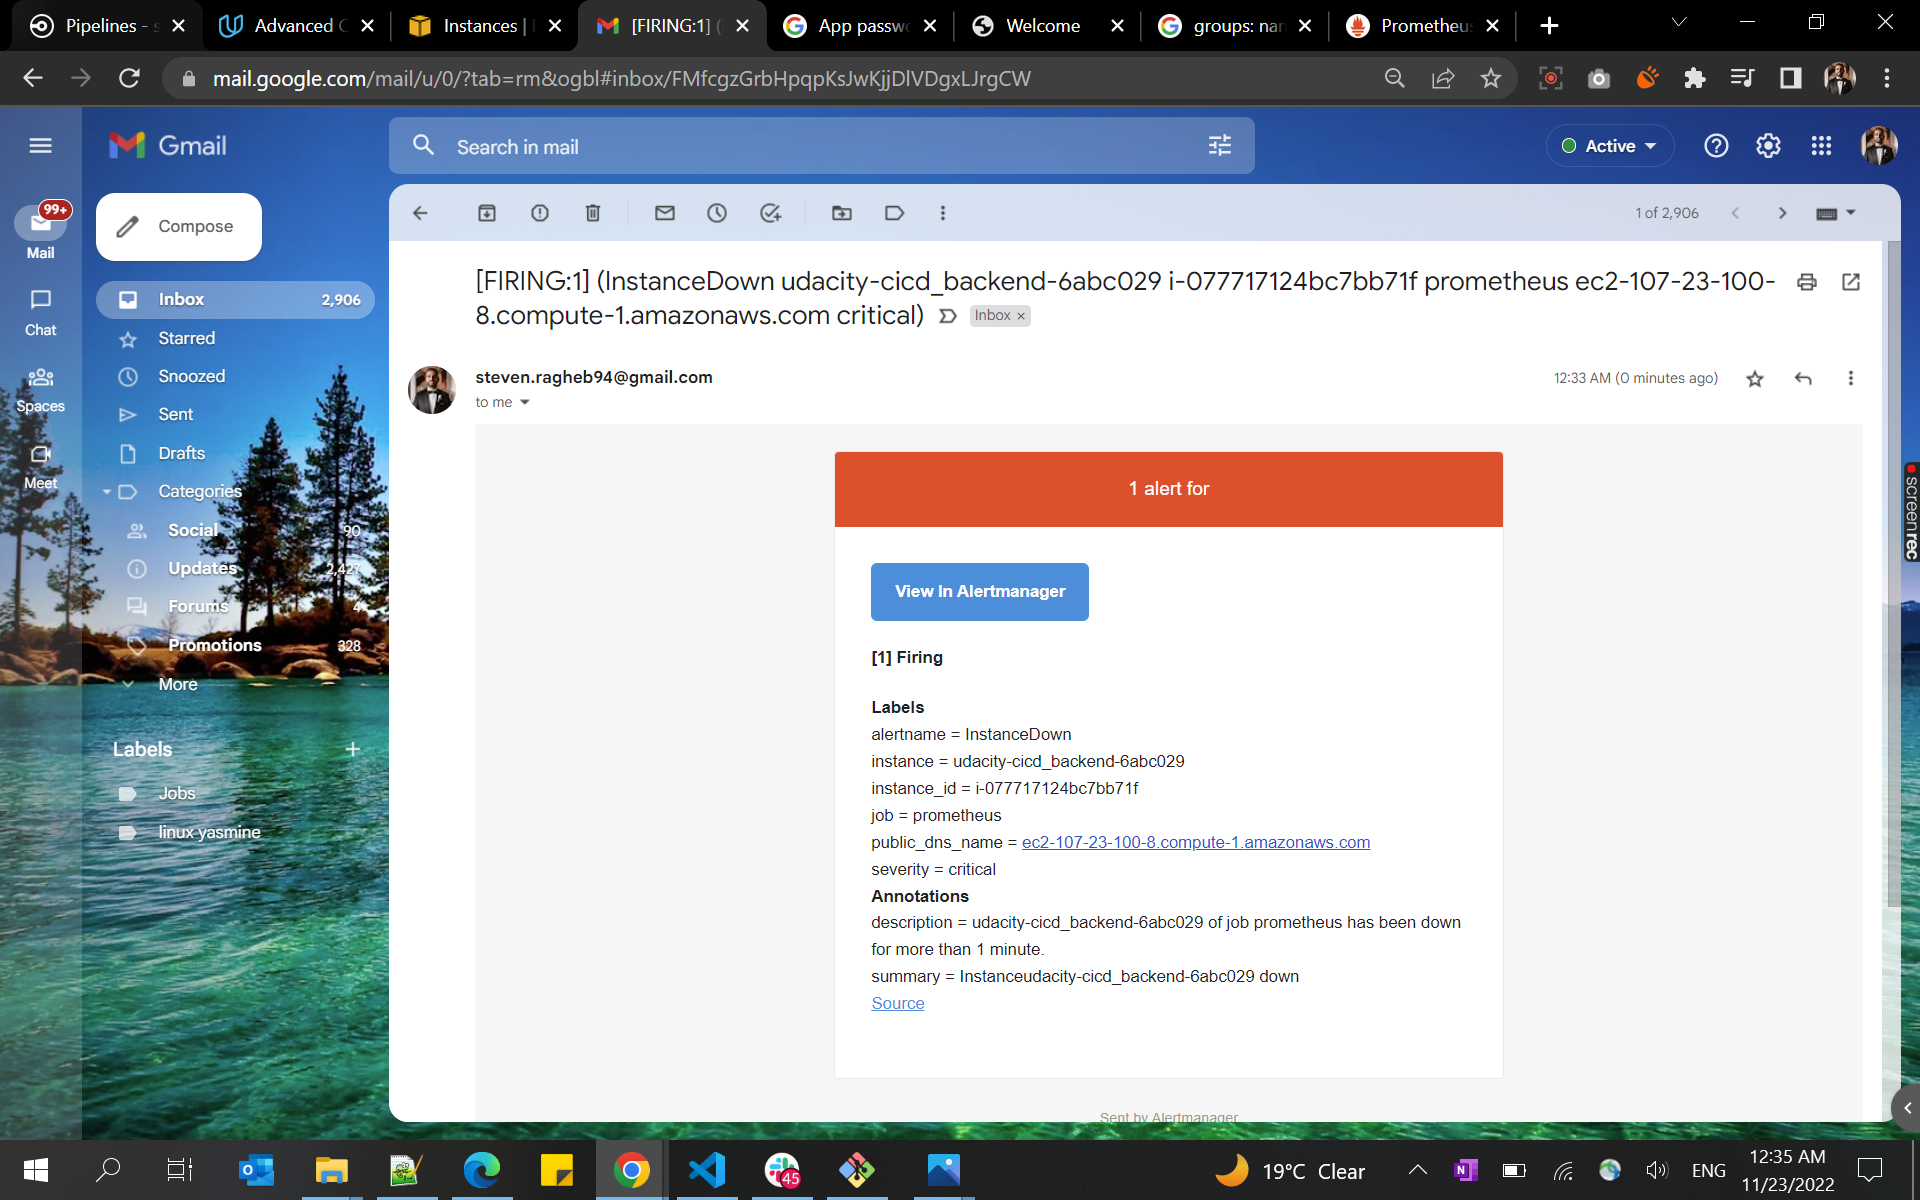 Pipelines - s
Advanced C
Instances | E
[FIRING:1] (I
App passwo
Welcome
groups: nan
Prometheus
mail.google.com/mail/u/0/?tab=rm&ogbl#inbox/FMfcgzGrbHpqpKsJwKjjDlVDgxLJrgCW
Gmail
Search in mail
Active
99+
Mail
Chat
Spaces
Meet
Compose
Inbox 2,906
Starred
Snoozed
Sent
Drafts
Categories
Social 90
Updates 2,427
Forums 4
Promotions 328
More
Labels
Jobs
linux yasmine
1 of 2,906
[FIRING:1] (InstanceDown udacity-cicd_backend-6abc029 i-077717124bc7bb71f prometheus ec2-107-23-100-
8.compute-1.amazonaws.com critical)
Inbox x
steven.ragheb94@gmail.com
12:33 AM (0 minutes ago)
to me
1 alert for
View In Alertmanager
[1] Firing
Labels
alertname = InstanceDown
instance = udacity-cicd_backend-6abc029
instance_id = i-077717124bc7bb71f
job = prometheus
public_dns_name = ec2-107-23-100-8.compute-1.amazonaws.com
severity = critical
Annotations
description = udacity-cicd_backend-6abc029 of job prometheus has been down
for more than 1 minute.
summary = Instanceudacity-cicd_backend-6abc029 down
Source
Sent by Alertmanager
screenrec
45
19°C Clear
ENG
12:35 AM
11/23/2022